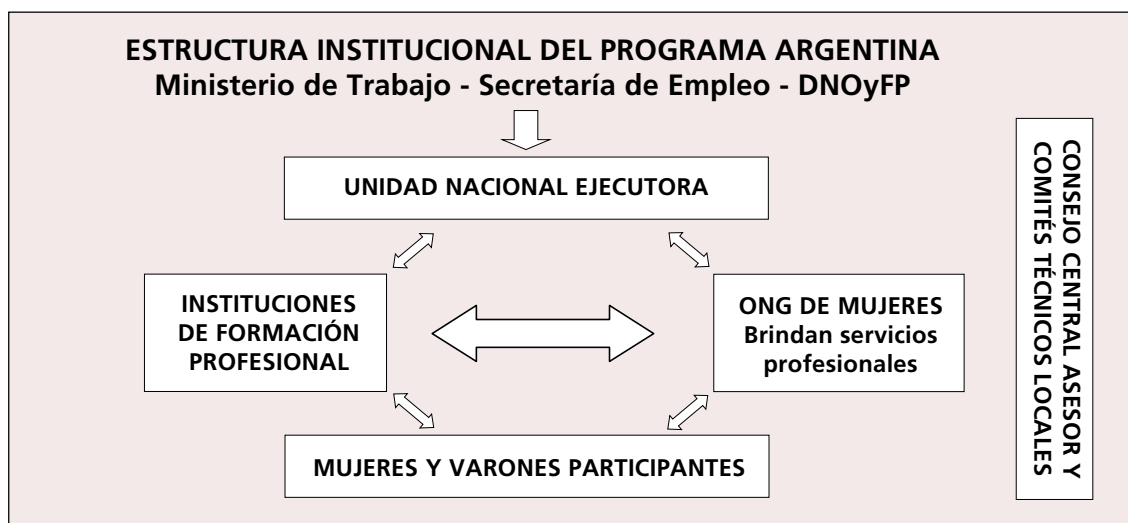 ESTRUCTURA INSTITUCIONAL DEL PROGRAMA ARGENTINA
Ministerio de Trabajo - Secretaría de Empleo - DNOyFP
UNIDAD NACIONAL EJECUTORA
INSTITUCIONES
DE FORMACIÓN
PROFESIONAL
ONG DE MUJERES
Brindan servicios
profesionales
MUJERES Y VARONES PARTICIPANTES
CONSEJO CENTRAL ASESOR Y
COMITÉS TÉCNICOS LOCALES